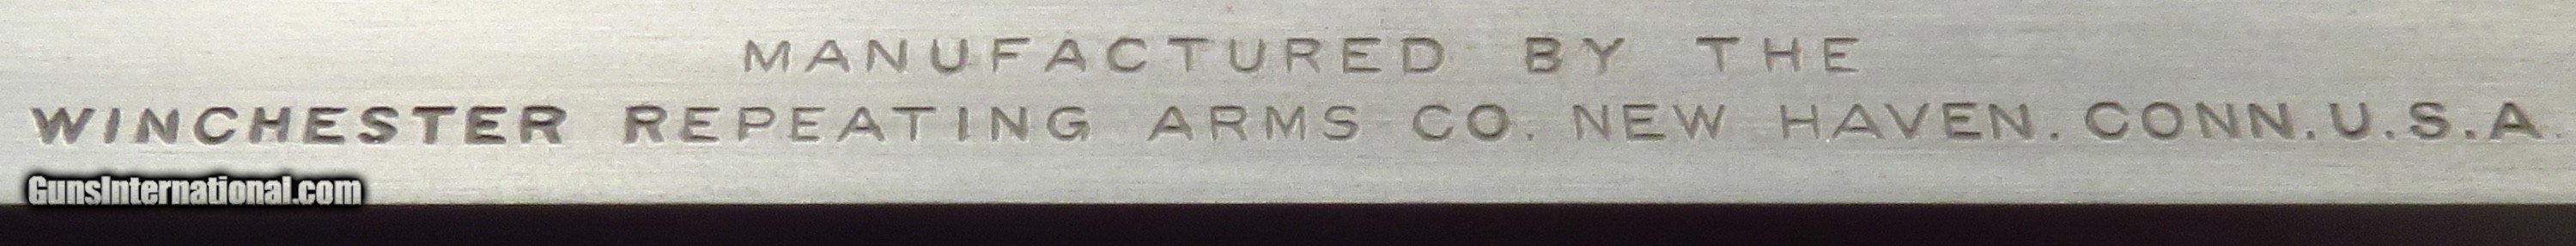 MANUFACTURED BY THE
WINCHESTER REPEATING ARMS CO. NEW HAVEN. CONN. U.S.A.
GunsInternational.com